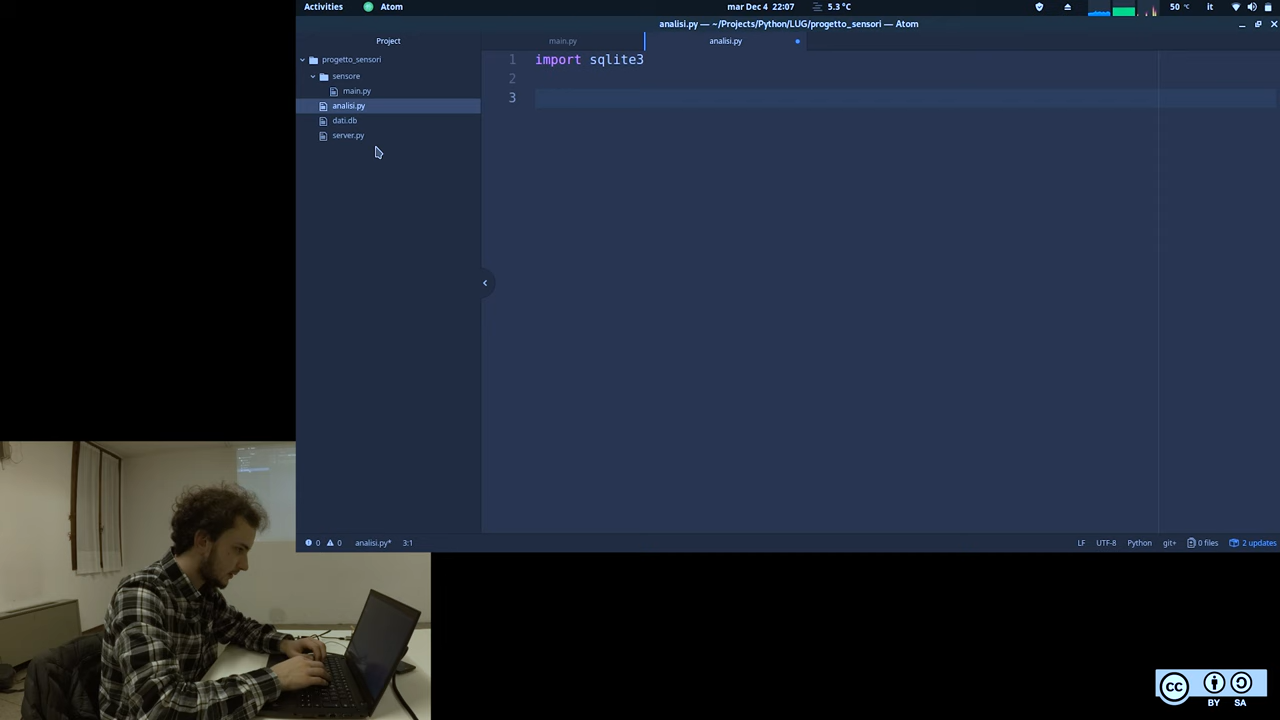 Activities Atom mar Dec 4 22:07 5.3 °C 50 °C it
analisi.py — ~/Projects/Python/LUG/progetto_sensori — Atom
Project main.py analisi.py
progetto_sensori
sensore
main.py
analisi.py
dati.db
server.py
1 import sqlite3
2
3
0 0 analisi.py* 3:1 LF UTF-8 Python git+ 0 files 2 updates
cc BY SA